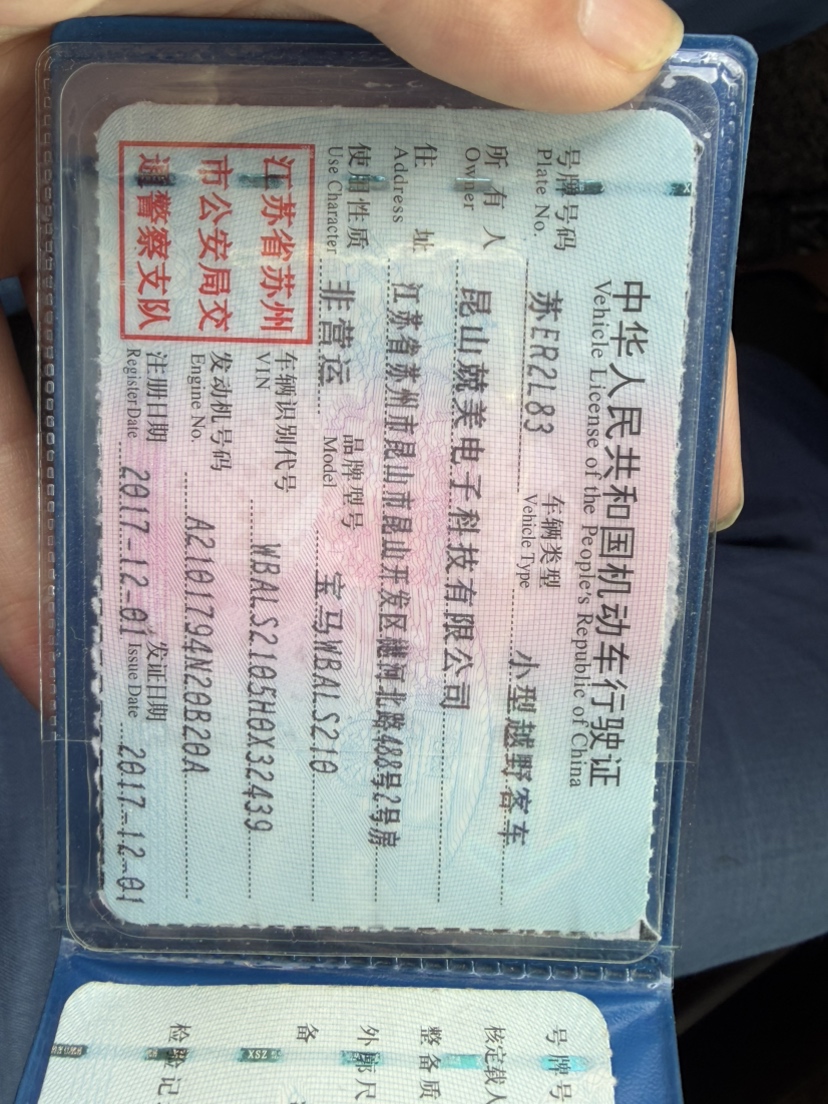 中华人民共和国机动车行驶证
Vehicle License of the People's Republic of China
号牌号码 苏ER2L83 车辆类型 小型越野客车
Plate No. Vehicle Type
所有人 昆山兢美电子科技有限公司
Owner
住址 江苏省苏州市昆山市昆山开发区樾河北路488号2号房
Address
使用性质 非营运 品牌型号 宝马WBALS210
Use Character Model
江苏省苏州
市公安局交
通警察支队
车辆识别代号 WBALS2105H0X32439
VIN
发动机号码 A2101794N20B20A
Engine No.
注册日期 2017-12-01 发证日期 2017-12-01
Register Date Issue Date
号牌号
核定载人
整备质
外廓尺
备
检验记